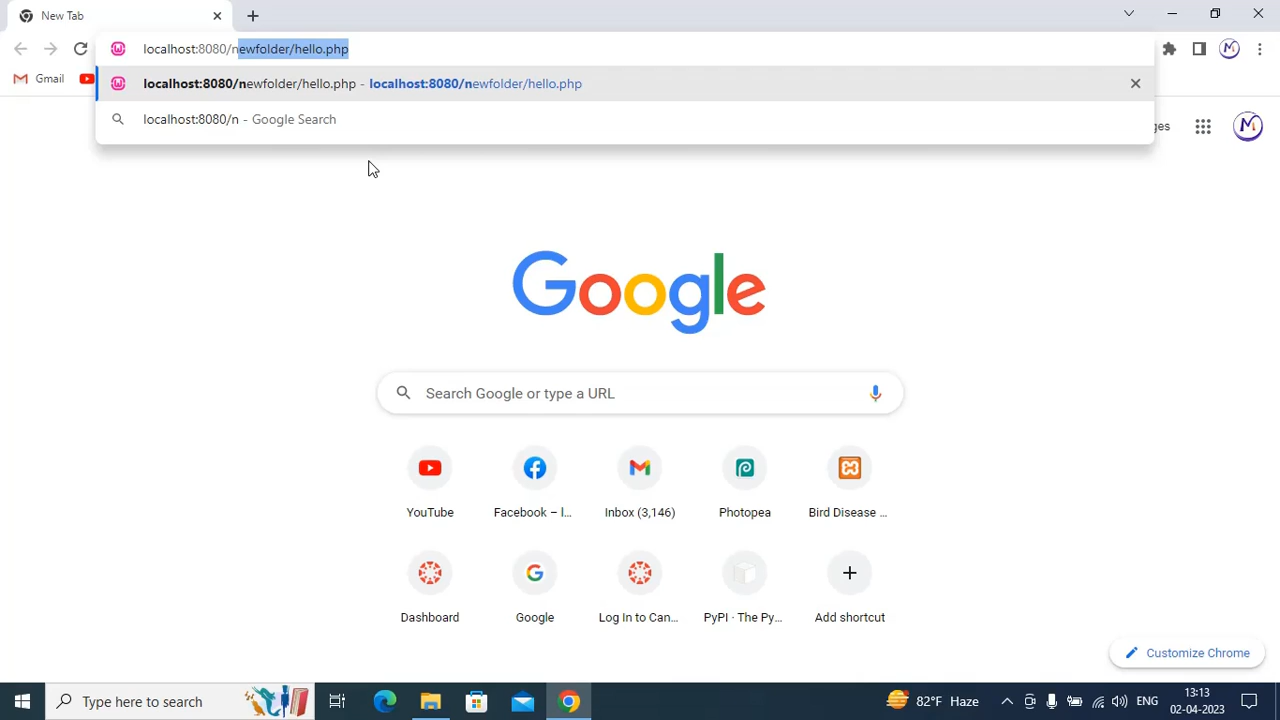 New Tab
localhost:8080/newfolder/hello.php
Gmail
localhost:8080/newfolder/hello.php - localhost:8080/newfolder/hello.php
localhost:8080/n - Google Search
ges
Google
Search Google or type a URL
YouTube
Facebook – l...
Inbox (3,146)
Photopea
Bird Disease ...
Dashboard
Google
Log In to Can...
PyPI · The Py...
Add shortcut
Customize Chrome
Type here to search
82°F Haze
ENG
13:13
02-04-2023